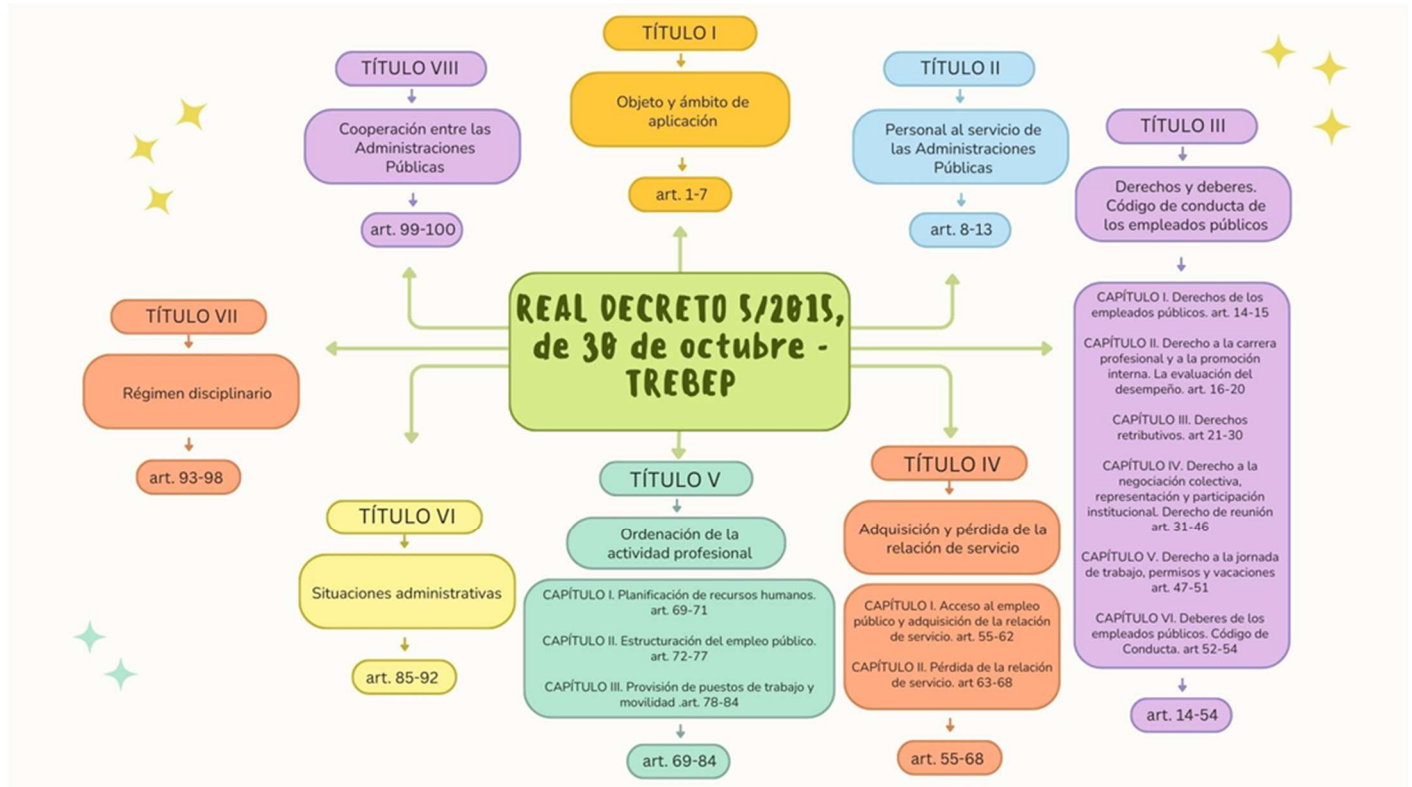 TÍTULO I
Objeto y ámbito de
aplicación
art. 1-7
TÍTULO VIII
Cooperación entre las
Administraciones
Públicas
art. 99-100
TÍTULO II
Personal al servicio de
las Administraciones
Públicas
art. 8-13
TÍTULO III
Derechos y deberes.
Código de conducta de
los empleados públicos
CAPÍTULO I. Derechos de los
empleados públicos. art. 14-15
CAPÍTULO II. Derecho a la carrera
profesional y a la promoción
interna. La evaluación del
desempeño. art. 16-20
CAPÍTULO III. Derechos
retributivos. art 21-30
CAPÍTULO IV. Derecho a la
negociación colectiva,
representación y participación
institucional. Derecho de reunión
art. 31-46
CAPÍTULO V. Derecho a la jornada
de trabajo, permisos y vacaciones
art. 47-51
CAPÍTULO VI. Deberes de los
empleados públicos. Código de
Conducta. art 52-54
art. 14-54
REAL DECRETO 5/2015,
de 30 de octubre -
TREBEP
TÍTULO VII
Régimen disciplinario
art. 93-98
TÍTULO VI
Situaciones administrativas
art. 85-92
TÍTULO V
Ordenación de la
actividad profesional
CAPÍTULO I. Planificación de recursos humanos.
art. 69-71
CAPÍTULO II. Estructuración del empleo público.
art. 72-77
CAPÍTULO III. Provisión de puestos de trabajo y
movilidad .art. 78-84
art. 69-84
TÍTULO IV
Adquisición y pérdida de la
relación de servicio
CAPÍTULO I. Acceso al empleo
público y adquisición de la relación
de servicio. art. 55-62
CAPÍTULO II. Pérdida de la relación
de servicio. art 63-68
art. 55-68